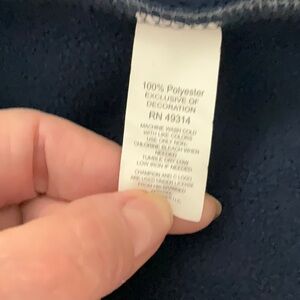 100% Polyester
EXCLUSIVE OF
DECORATION
RN 49314
MACHINE WASH COLD
WITH LIKE COLORS
USE ONLY NON-
CHLORINE BLEACH WHEN
NEEDED
TUMBLE DRY LOW
LOW IRON IF NEEDED
CHAMPION AND C LOGO
ARE USED UNDER LICENSE